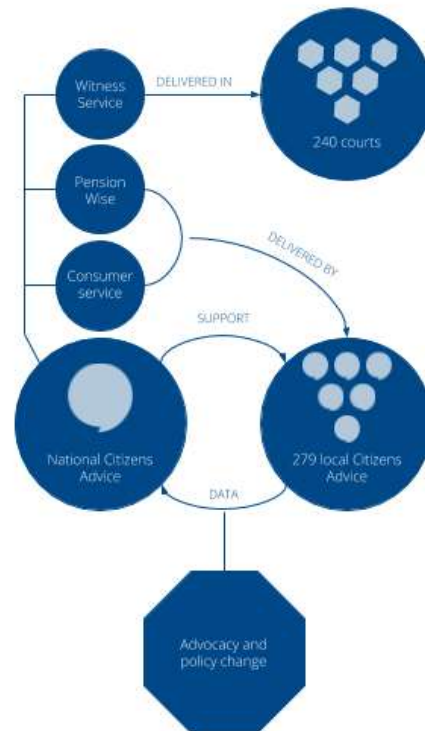 Witness
Service
DELIVERED IN
240 courts
Pension
Wise
Consumer
service
DELIVERED BY
SUPPORT
National Citizens
Advice
279 local Citizens
Advice
DATA
Advocacy and
policy change